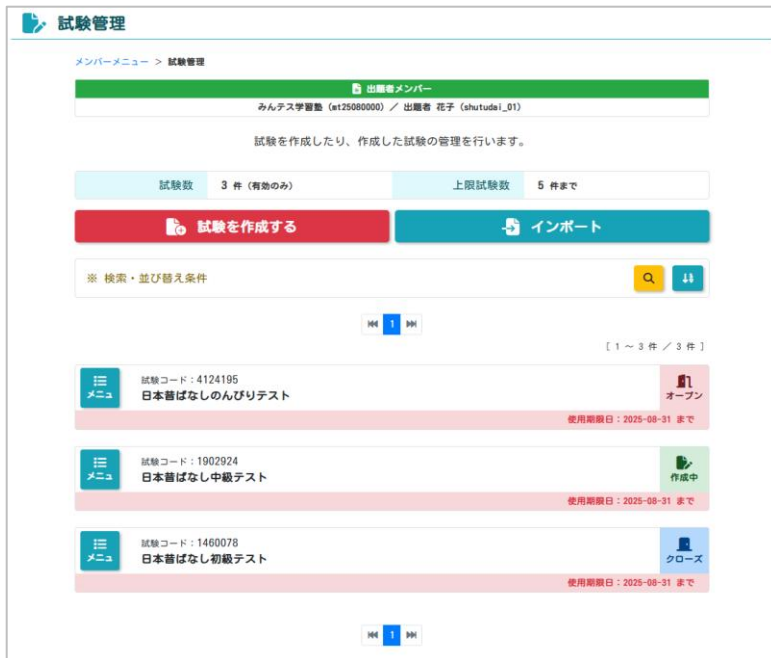 試験管理
メンバーメニュー > 試験管理
出題者メンバー
みんテス学習塾（mt25080000）／ 出題者 花子（shutudai_01）
試験を作成したり、作成した試験の管理を行います。
試験数 3 件（有効のみ） 上限試験数 5 件まで
試験を作成する インポート
※ 検索・並び替え条件
1
[ 1 ～ 3 件 ／ 3 件 ]
試験コード：4124195
メニュ 日本昔ばなしのんびりテスト オープン
使用期限日：2025-08-31 まで
試験コード：1902924
メニュ 日本昔ばなし中級テスト 作成中
使用期限日：2025-08-31 まで
試験コード：1460078
メニュ 日本昔ばなし初級テスト クローズ
使用期限日：2025-08-31 まで
1